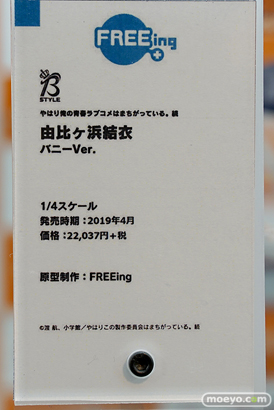 FREEing
B
STYLE
やはり俺の青春ラブコメはまちがっている。続
由比ヶ浜結衣
バニーVer.
1/4スケール
発売時期：2019年4月
価格：22,037円＋税
原型制作：FREEing
©渡 航、小学館／やはりこの製作委員会はまちがっている。続
moeyo.com